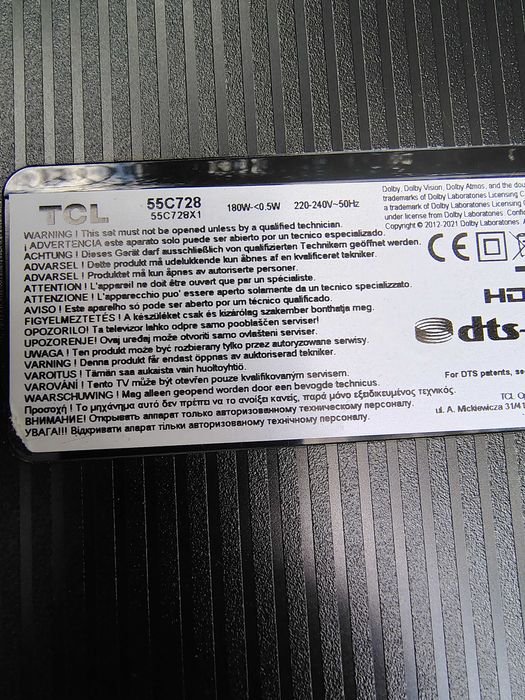 TCL
55C728
55C728X1
180W-<0.5W
220-240V~50Hz
Dolby, Dolby Vision, Dolby Atmos, and the dou
trademarks of Dolby Laboratories Licensing C
a trademark of Dolby Laboratories Licensing C
under license from Dolby Laboratories. Conf
Copyright © 2012-2021 Dolby Laboratories. A
WARNING ! This set must not be opened unless by a qualified technician.
¡ ADVERTENCIA este aparato solo puede ser abierto por un tecnico especializado.
ACHTUNG ! Dieses Gerät darf ausschließlich von qualifizierten Technikern geöffnet werden.
ADVARSEL ! Dette produkt må udelukkende kun åbnes af en kvalificeret tekniker.
ADVARSEL ! Produktet må kun åpnes av autoriserte personer.
ATTENTION ! L'appareil ne doit être ouvert que par un spécialiste.
ATTENZIONE ! L'apparecchio puo' essere aperto solamente da un tecnico specializzato.
AVISO ! Este aparelho só pode ser aberto por um técnico qualificado.
FIGYELMEZTETÉS ! A készüléket csak és kizárólag szakember bonthatja meg.
OPOZORILO! Ta televizor lahko odpre samo pooblaščen serviser!
UPOZORENJE! Ovaj uređaj može otvoriti samo ovlašteni serviser.
UWAGA ! Ten produkt może być rozbierany tylko przez autoryzowane serwisy.
VARNING ! Denna produkt får endast öppnas av auktoriserad tekniker.
VAROITUS ! Tämän saa aukaista vain huoltoyhtiö.
VAROVÁNÍ ! Tento TV může být otevřen pouze kvalifikovaným servisem.
WAARSCHUWING ! Mag alleen geopend worden door een bevogde technicus.
Προσοχή ! Το μηχάνημα αυτό δεν πρέπει να το ανοίξει κανείς, παρά μόνο εξειδικευμένος τεχνικός.
ВНИМАНИЕ! Открывать аппарат только авторизованному техническому персоналу.
УВАГА!!! Відкривати апарат тільки авторизованому технічному персоналу.
CE
HD
dts-
For DTS patents, se
TCL Op
ul. A. Mickiewicza 31/4